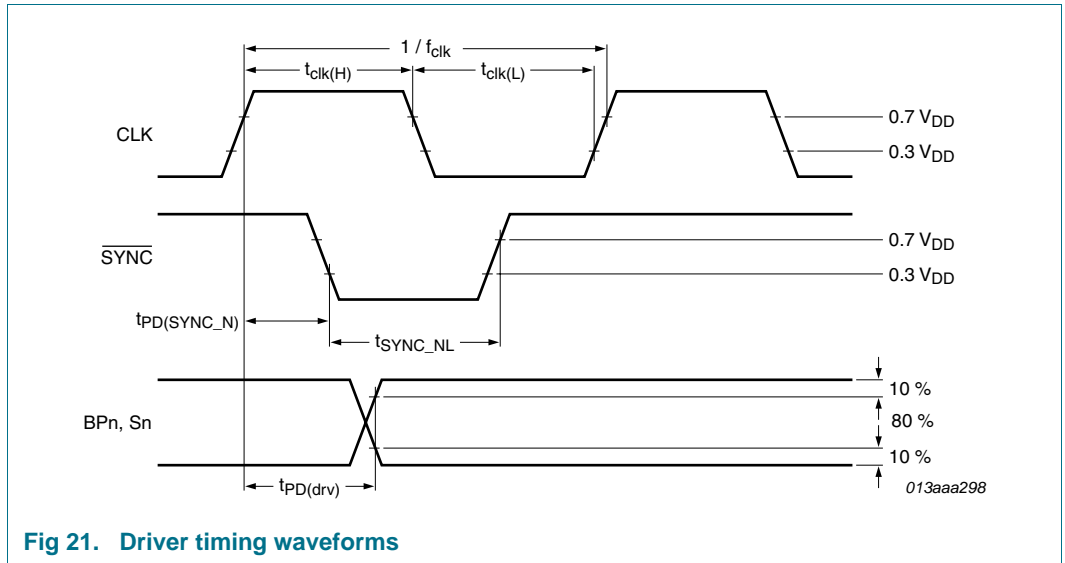 1 / fclk
tclk(H)
tclk(L)
CLK
0.7 VDD
0.3 VDD
SYNC
0.7 VDD
0.3 VDD
tPD(SYNC_N)
tSYNC_NL
BPn, Sn
10 %
80 %
10 %
tPD(drv)
013aaa298
Fig 21. Driver timing waveforms